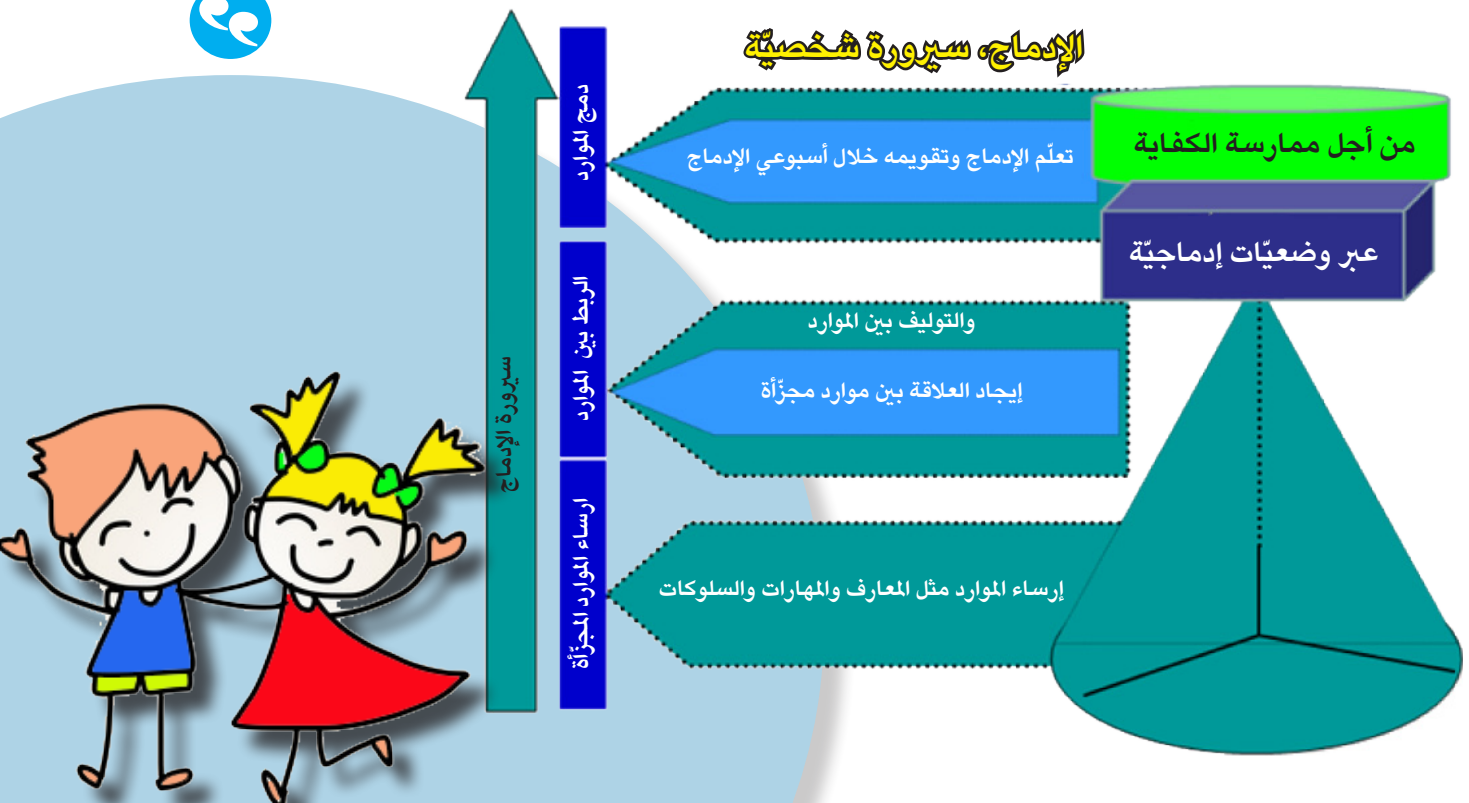 الإدماج، سيرورة شخصيّة
من أجل ممارسة الكفاية
عبر وضعيّات إدماجيّة
تعلّم الإدماج وتقويمه خلال أسبوعي الإدماج
دمج الموارد
والتوليف بين الموارد
إيجاد العلاقة بين موارد مجزّأة
الربط بين الموارد
إرساء الموارد مثل المعارف والمهارات والسلوكات
ارساء الموارد المجزّأة
سيرورة الإدماج